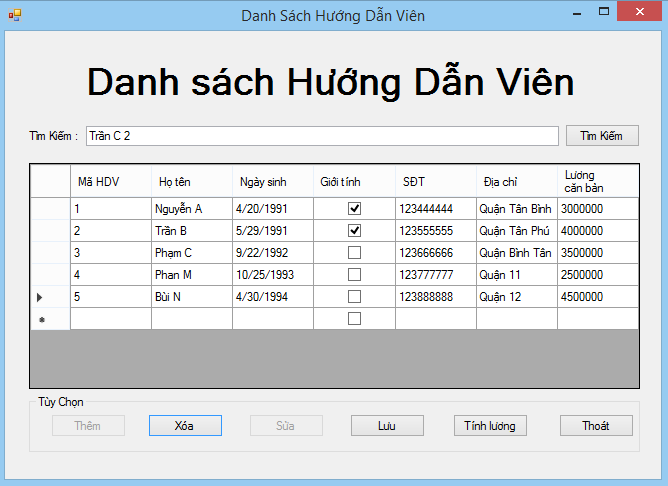 Danh Sách Hướng Dẫn Viên
Danh sách Hướng Dẫn Viên
Tìm Kiếm : Trần C 2 Tìm Kiếm
Mã HDV Họ tên Ngày sinh Giới tính SĐT Địa chỉ Lương căn bản
1 Nguyễn A 4/20/1991 123444444 Quận Tân Bình 3000000
2 Trần B 5/29/1991 123555555 Quận Tân Phú 4000000
3 Phạm C 9/22/1992 123666666 Quận Bình Tân 3500000
4 Phan M 10/25/1993 123777777 Quận 11 2500000
5 Bùi N 4/30/1994 123888888 Quận 12 4500000
Tùy Chọn
Thêm Xóa Sửa Lưu Tính lương Thoát